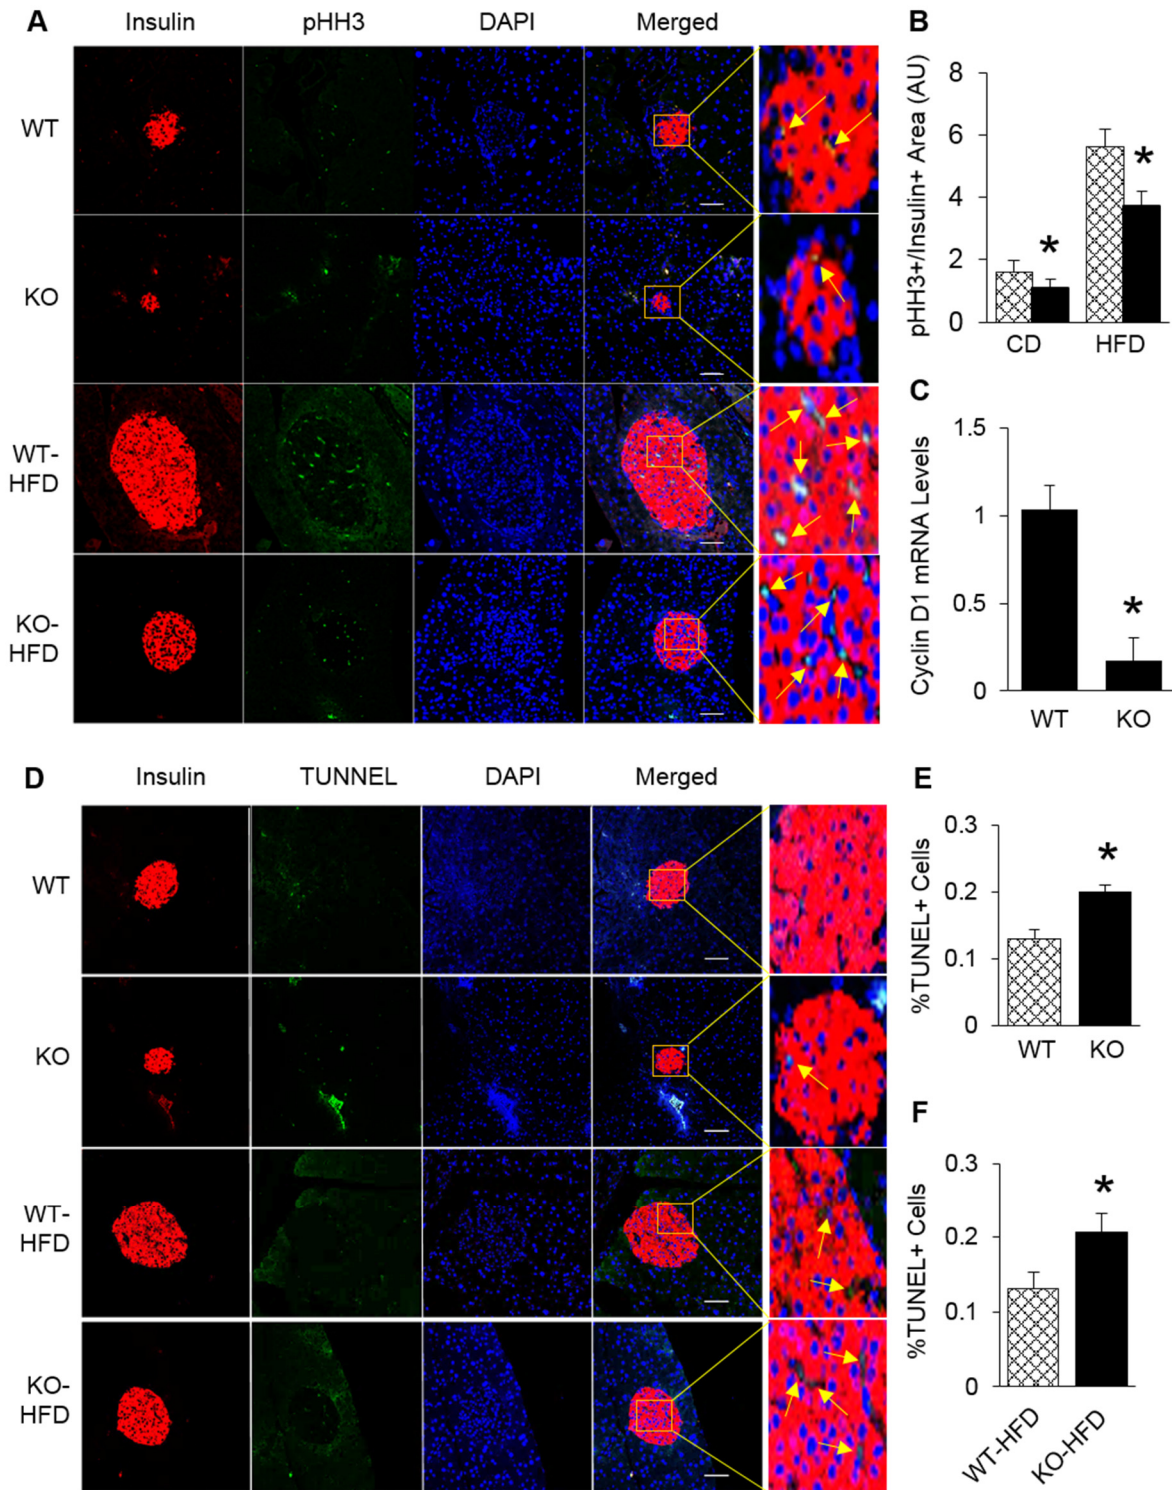 A Insulin pHH3 DAPI Merged
WT
KO
WT-
HFD
KO-
HFD
B
pHH3+/Insulin+ Area (AU)
8
6
4
2
0
*
*
CD HFD
C
Cyclin D1 mRNA Levels
1.5
1
0.5
0
*
WT KO
D Insulin TUNNEL DAPI Merged
WT
KO
WT-
HFD
KO-
HFD
E
%TUNEL+ Cells
0.3
0.2
0.1
0
*
WT KO
F
%TUNEL+ Cells
0.3
0.2
0.1
0
*
WT-HFD
KO-HFD